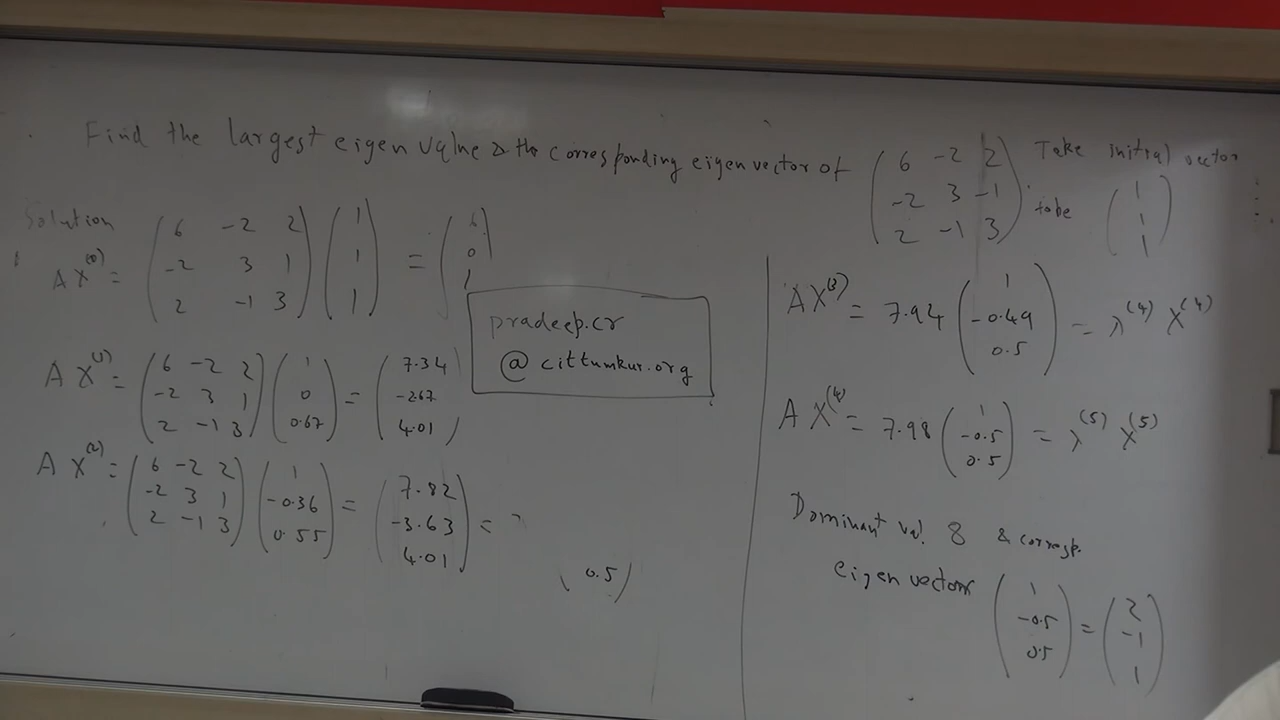 Find the largest eigen value & the corresponding eigen vector of ( 6 -2 2 ; -2 3 -1 ; 2 -1 3 ). Take initial vector to be ( 1 ; 1 ; 1 )
Solution
AX^(0) = ( 6 -2 2 ; -2 3 1 ; 2 -1 3 ) ( 1 ; 1 ; 1 ) = ( 6 ; 0 ; )
pradeep.cr
@ cittumkur.org
AX^(1) = ( 6 -2 2 ; -2 3 1 ; 2 -1 3 ) ( 1 ; 0 ; 0.67 ) = ( 7.34 ; -2.67 ; 4.01 )
AX^(2) = ( 6 -2 2 ; -2 3 1 ; 2 -1 3 ) ( 1 ; -0.36 ; 0.55 ) = ( 7.82 ; -3.63 ; 4.01 ) =
( 0.5 )
AX^(3) = 7.94 ( 1 ; -0.49 ; 0.5 ) = λ^(4) X^(4)
AX^(4) = 7.98 ( 1 ; -0.5 ; 0.5 ) = λ^(5) X^(5)
Dominant val 8 & corresp.
eigen vectors ( 1 ; -0.5 ; 0.5 ) = ( 2 ; -1 ; 1 )